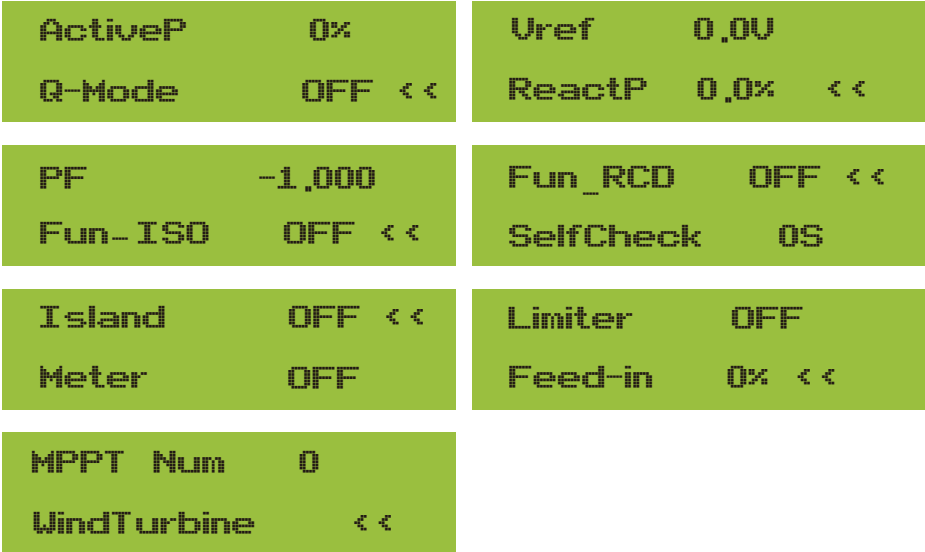 ActiveP 0%
Q-Mode OFF <<
Vref 0.0V
ReactP 0.0% <<
PF -1.000
Fun-ISO OFF <<
Fun_RCD OFF <<
SelfCheck 0S
Island OFF <<
Meter OFF
Limiter OFF
Feed-in 0% <<
MPPT Num 0
WindTurbine <<